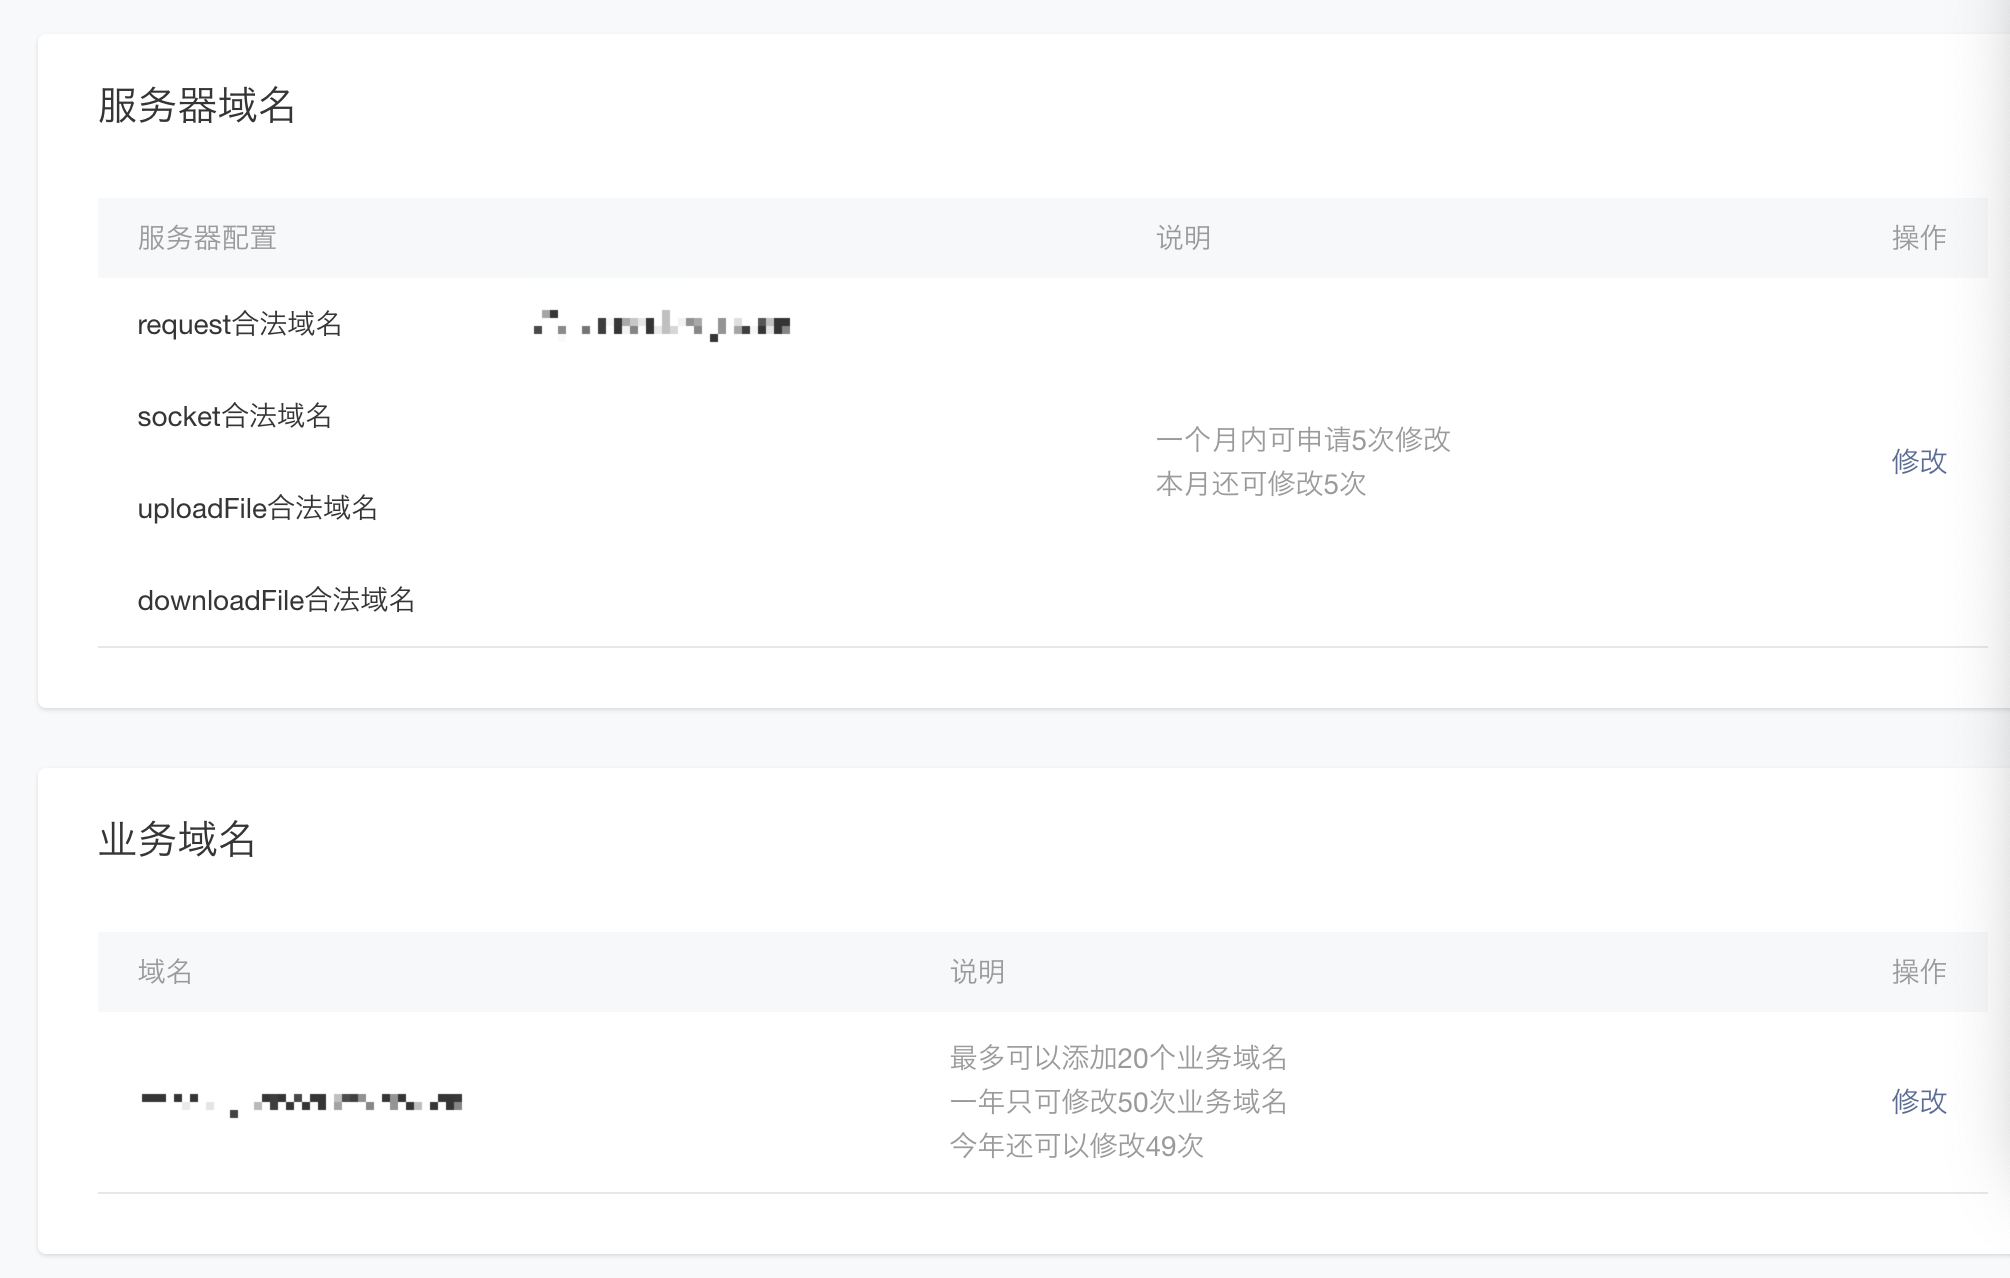 服务器域名
服务器配置 说明 操作
request合法域名
socket合法域名
一个月内可申请5次修改
修改
本月还可修改5次
uploadFile合法域名
downloadFile合法域名
业务域名
域名 说明 操作
最多可以添加20个业务域名
一年只可修改50次业务域名 修改
今年还可以修改49次